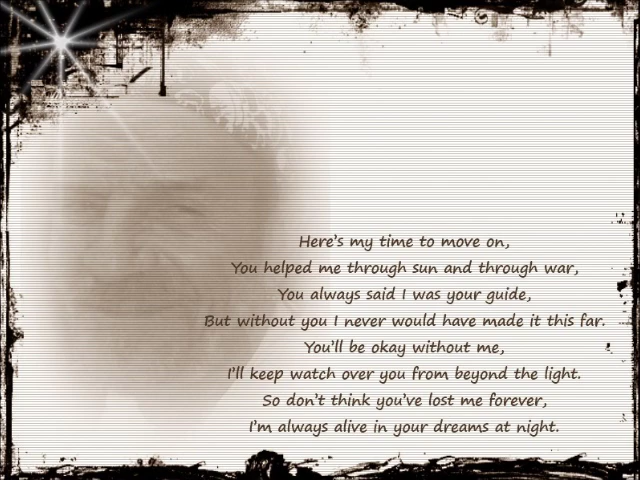 Here's my time to move on,
You helped me through sun and through war,
You always said I was your guide,
But without you I never would have made it this far.
You'll be okay without me,
I'll keep watch over you from beyond the light.
So don't think you've lost me forever,
I'm always alive in your dreams at night.